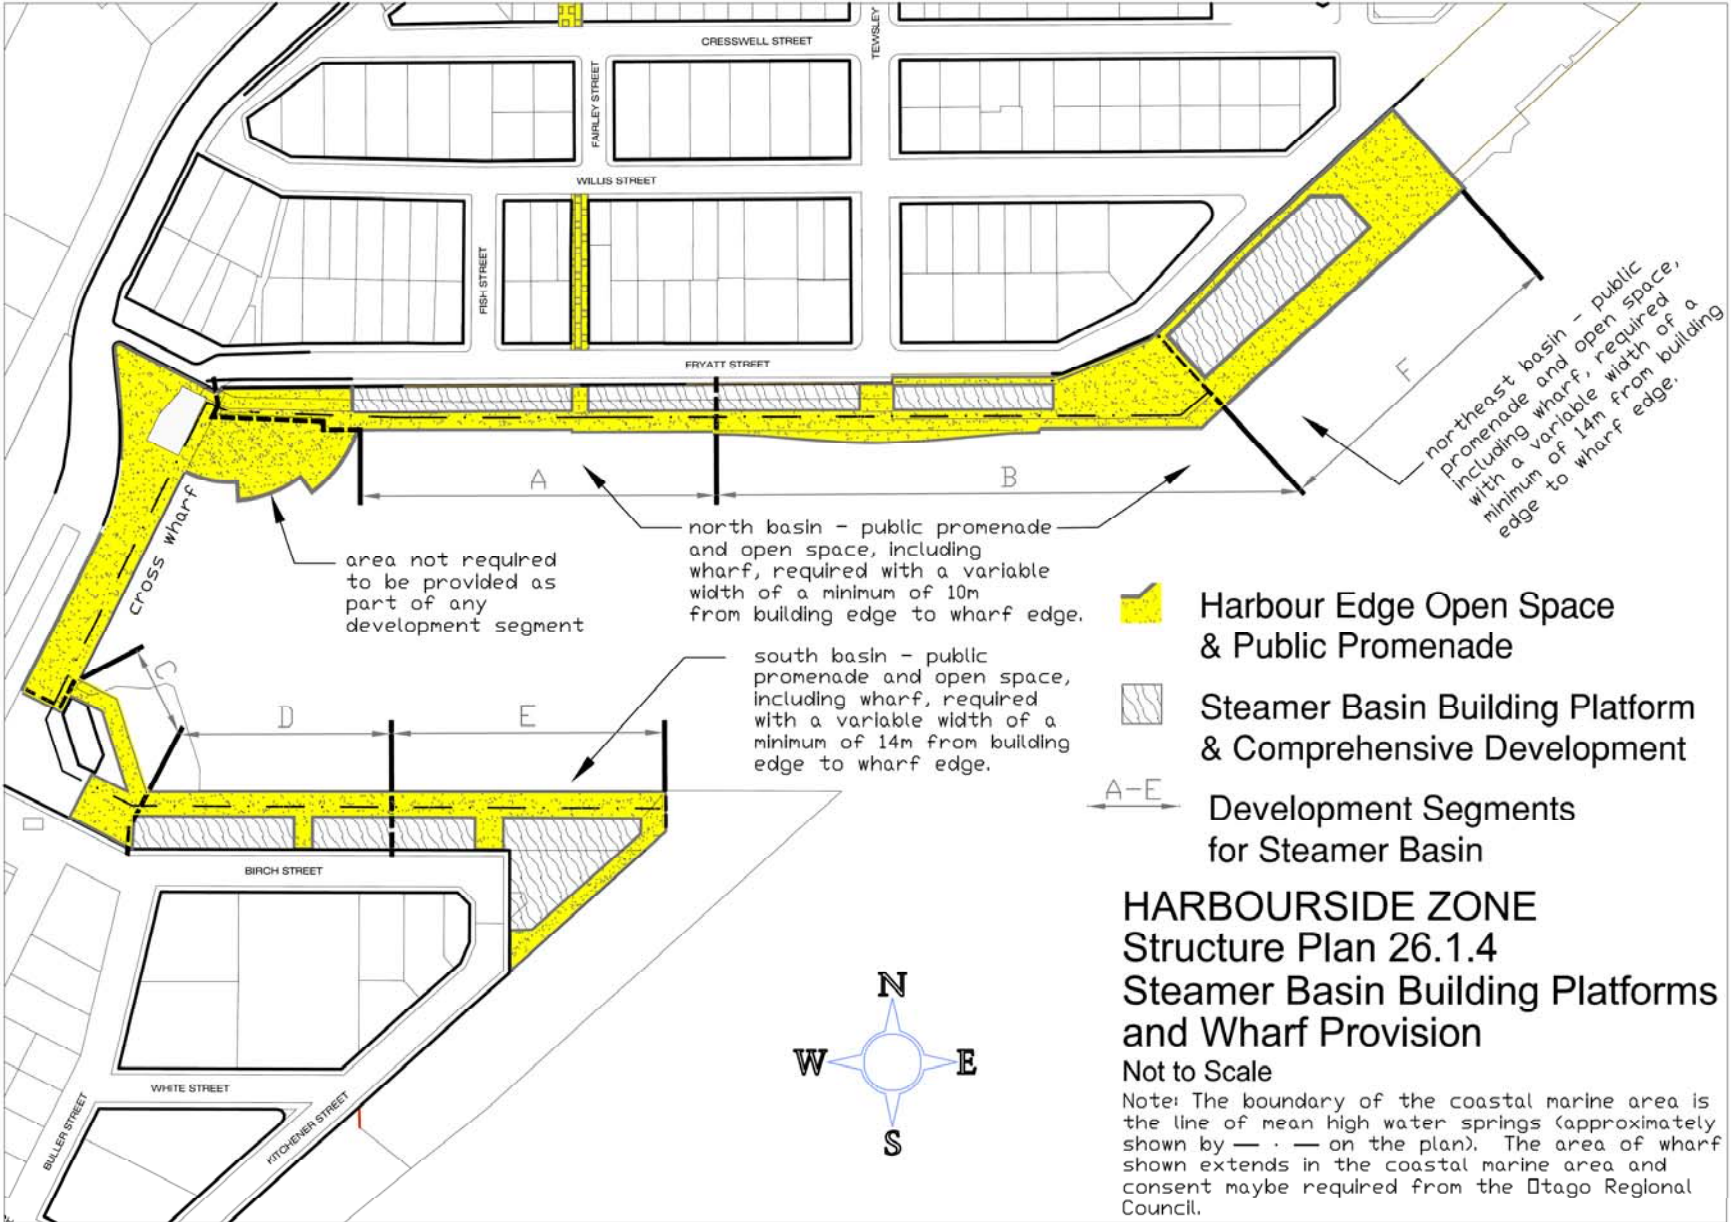 CRESSWELL STREET
TEWSLEY
FAIRLEY STREET
WILLIS STREET
FISH STREET
FRYATT STREET
A
B
F
northeast basin - public
promenade and open space,
including wharf, required
with a variable width of a
minimum of 14m from building
edge to wharf edge.
cross wharf
area not required
to be provided as
part of any
development segment
north basin - public promenade
and open space, including
wharf, required with a variable
width of a minimum of 10m
from building edge to wharf edge.
south basin - public
promenade and open space,
including wharf, required
with a variable width of a
minimum of 14m from building
edge to wharf edge.
C
D
E
BIRCH STREET
WHITE STREET
BULLER STREET
KITCHENER STREET
N
W
E
S
Harbour Edge Open Space
& Public Promenade
Steamer Basin Building Platform
& Comprehensive Development
A-E
Development Segments
for Steamer Basin
HARBOURSIDE ZONE
Structure Plan 26.1.4
Steamer Basin Building Platforms
and Wharf Provision
Not to Scale
Note: The boundary of the coastal marine area is
the line of mean high water springs (approximately
shown by — · — on the plan). The area of wharf
shown extends in the coastal marine area and
consent maybe required from the Otago Regional
Council.